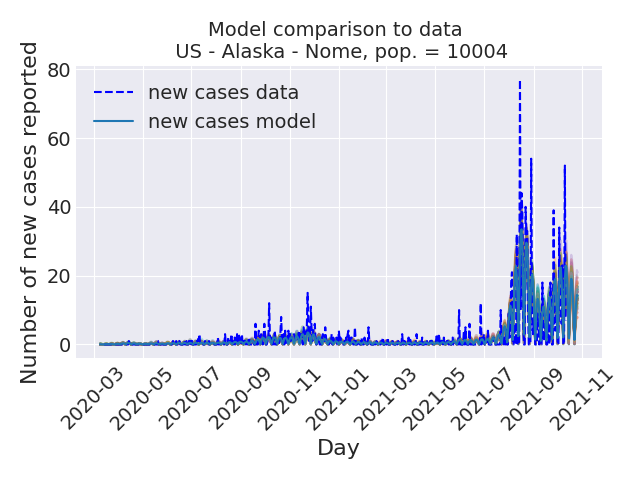 Model comparison to data
US - Alaska - Nome, pop. = 10004
Number of new cases reported
80
60
40
20
0
new cases data
new cases model
2020-03
2020-05
2020-07
2020-09
2020-11
2021-01
2021-03
2021-05
2021-07
2021-09
2021-11
Day